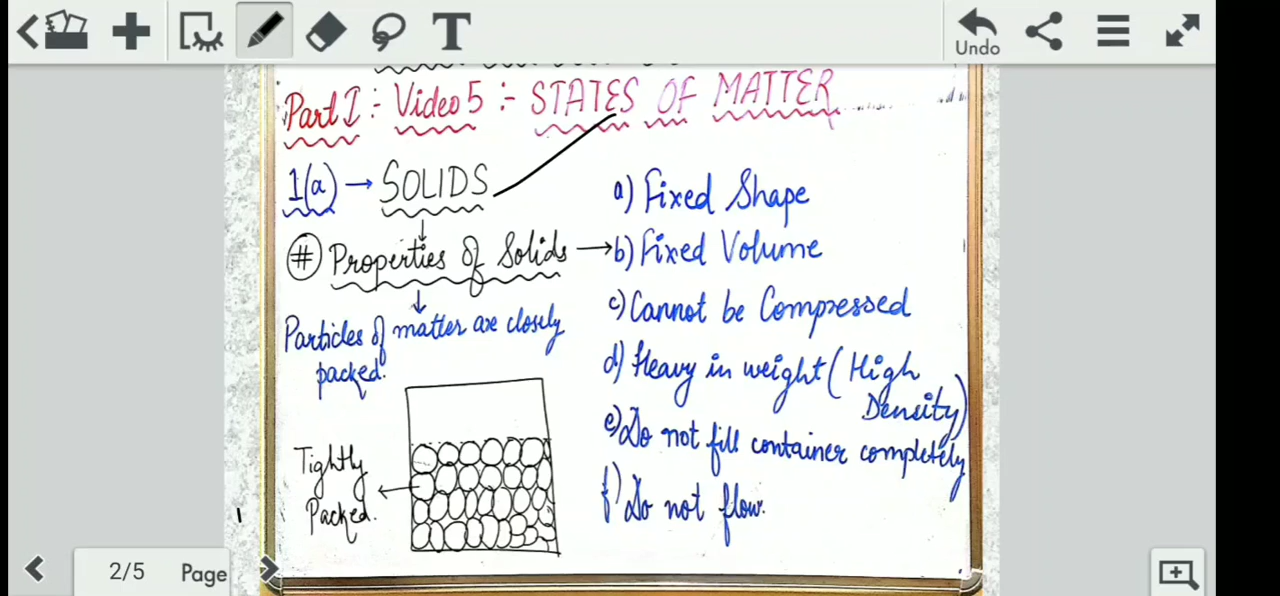 Undo
Part I :- Video 5 :- STATES OF MATTER
1(a) → SOLIDS
# Properties of Solids →
Particles of matter are closely
packed.
Tightly
Packed.
a) Fixed Shape
b) Fixed Volume
c) Cannot be Compressed
d) Heavy in weight (High
Density)
e) Do not fill container completely
f) Do not flow.
2/5 Page